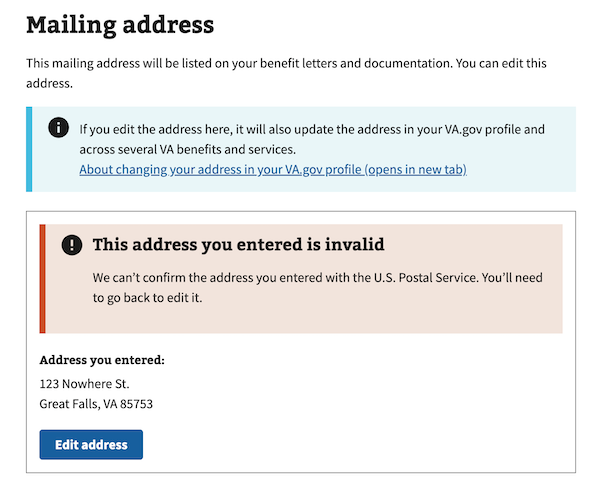 Mailing address
This mailing address will be listed on your benefit letters and documentation. You can edit this
address.
If you edit the address here, it will also update the address in your VA.gov profile and
across several VA benefits and services.
About changing your address in your VA.gov profile (opens in new tab)
This address you entered is invalid
We can’t confirm the address you entered with the U.S. Postal Service. You’ll need
to go back to edit it.
Address you entered:
123 Nowhere St.
Great Falls, VA 85753
Edit address